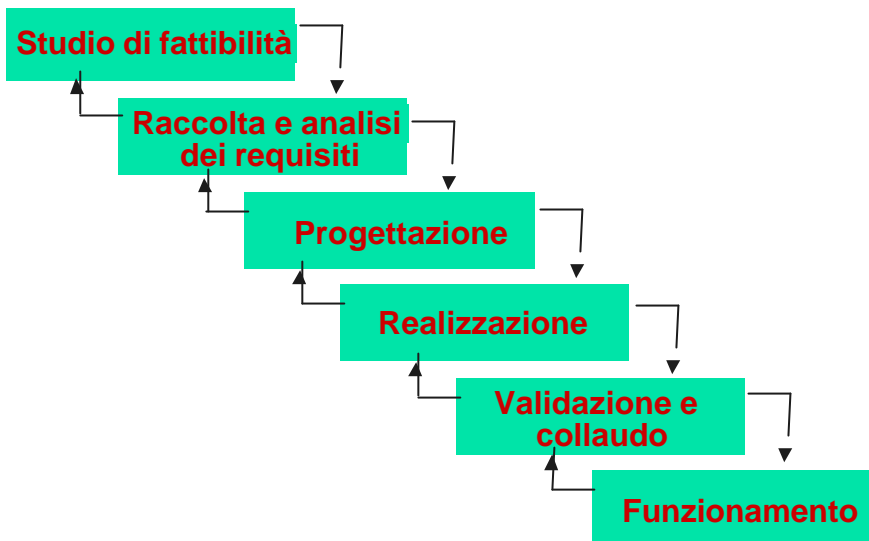 Studio di fattibilità
Raccolta e analisi
dei requisiti
Progettazione
Realizzazione
Validazione e
collaudo
Funzionamento